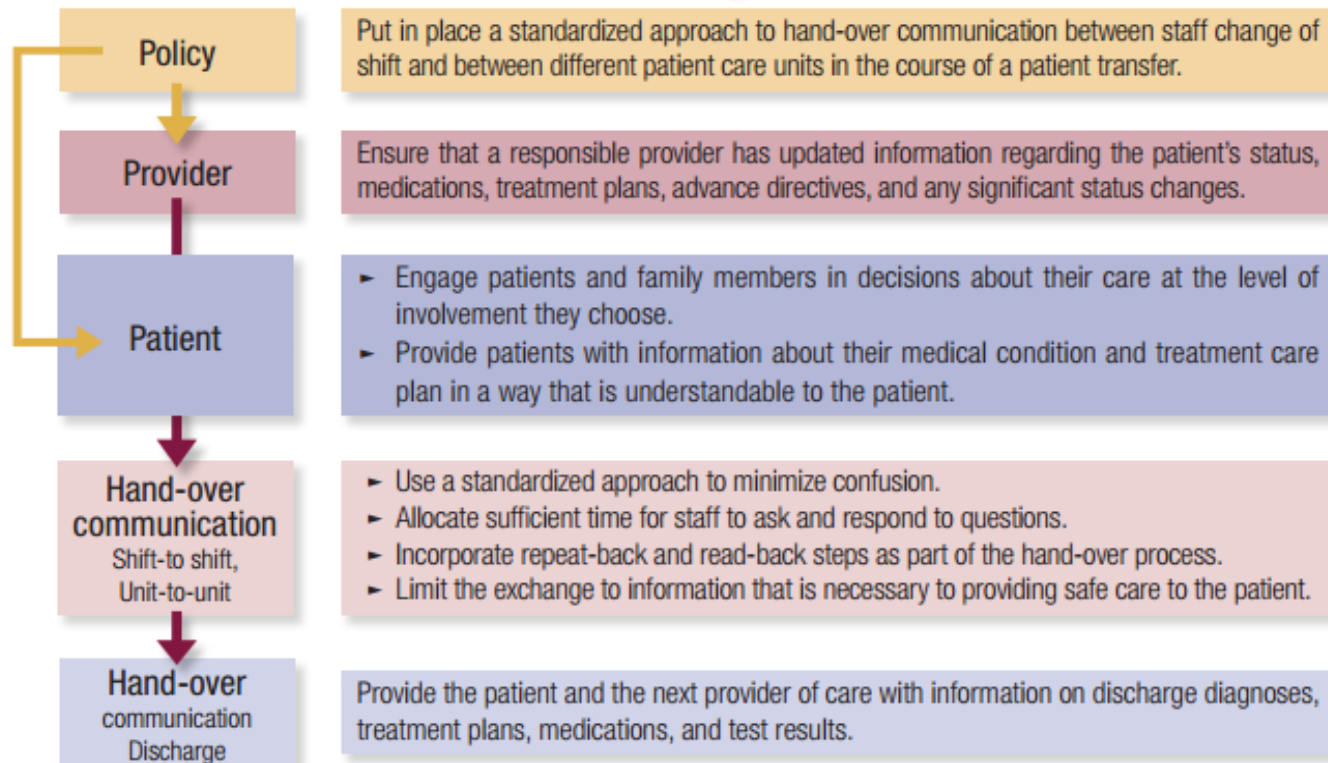 Policy
Put in place a standardized approach to hand-over communication between staff change of
shift and between different patient care units in the course of a patient transfer.
Provider
Ensure that a responsible provider has updated information regarding the patient's status,
medications, treatment plans, advance directives, and any significant status changes.
Patient
► Engage patients and family members in decisions about their care at the level of
involvement they choose.
► Provide patients with information about their medical condition and treatment care
plan in a way that is understandable to the patient.
Hand-over
communication
Shift-to shift,
Unit-to-unit
► Use a standardized approach to minimize confusion.
► Allocate sufficient time for staff to ask and respond to questions.
► Incorporate repeat-back and read-back steps as part of the hand-over process.
► Limit the exchange to information that is necessary to providing safe care to the patient.
Hand-over
communication
Discharge
Provide the patient and the next provider of care with information on discharge diagnoses,
treatment plans, medications, and test results.